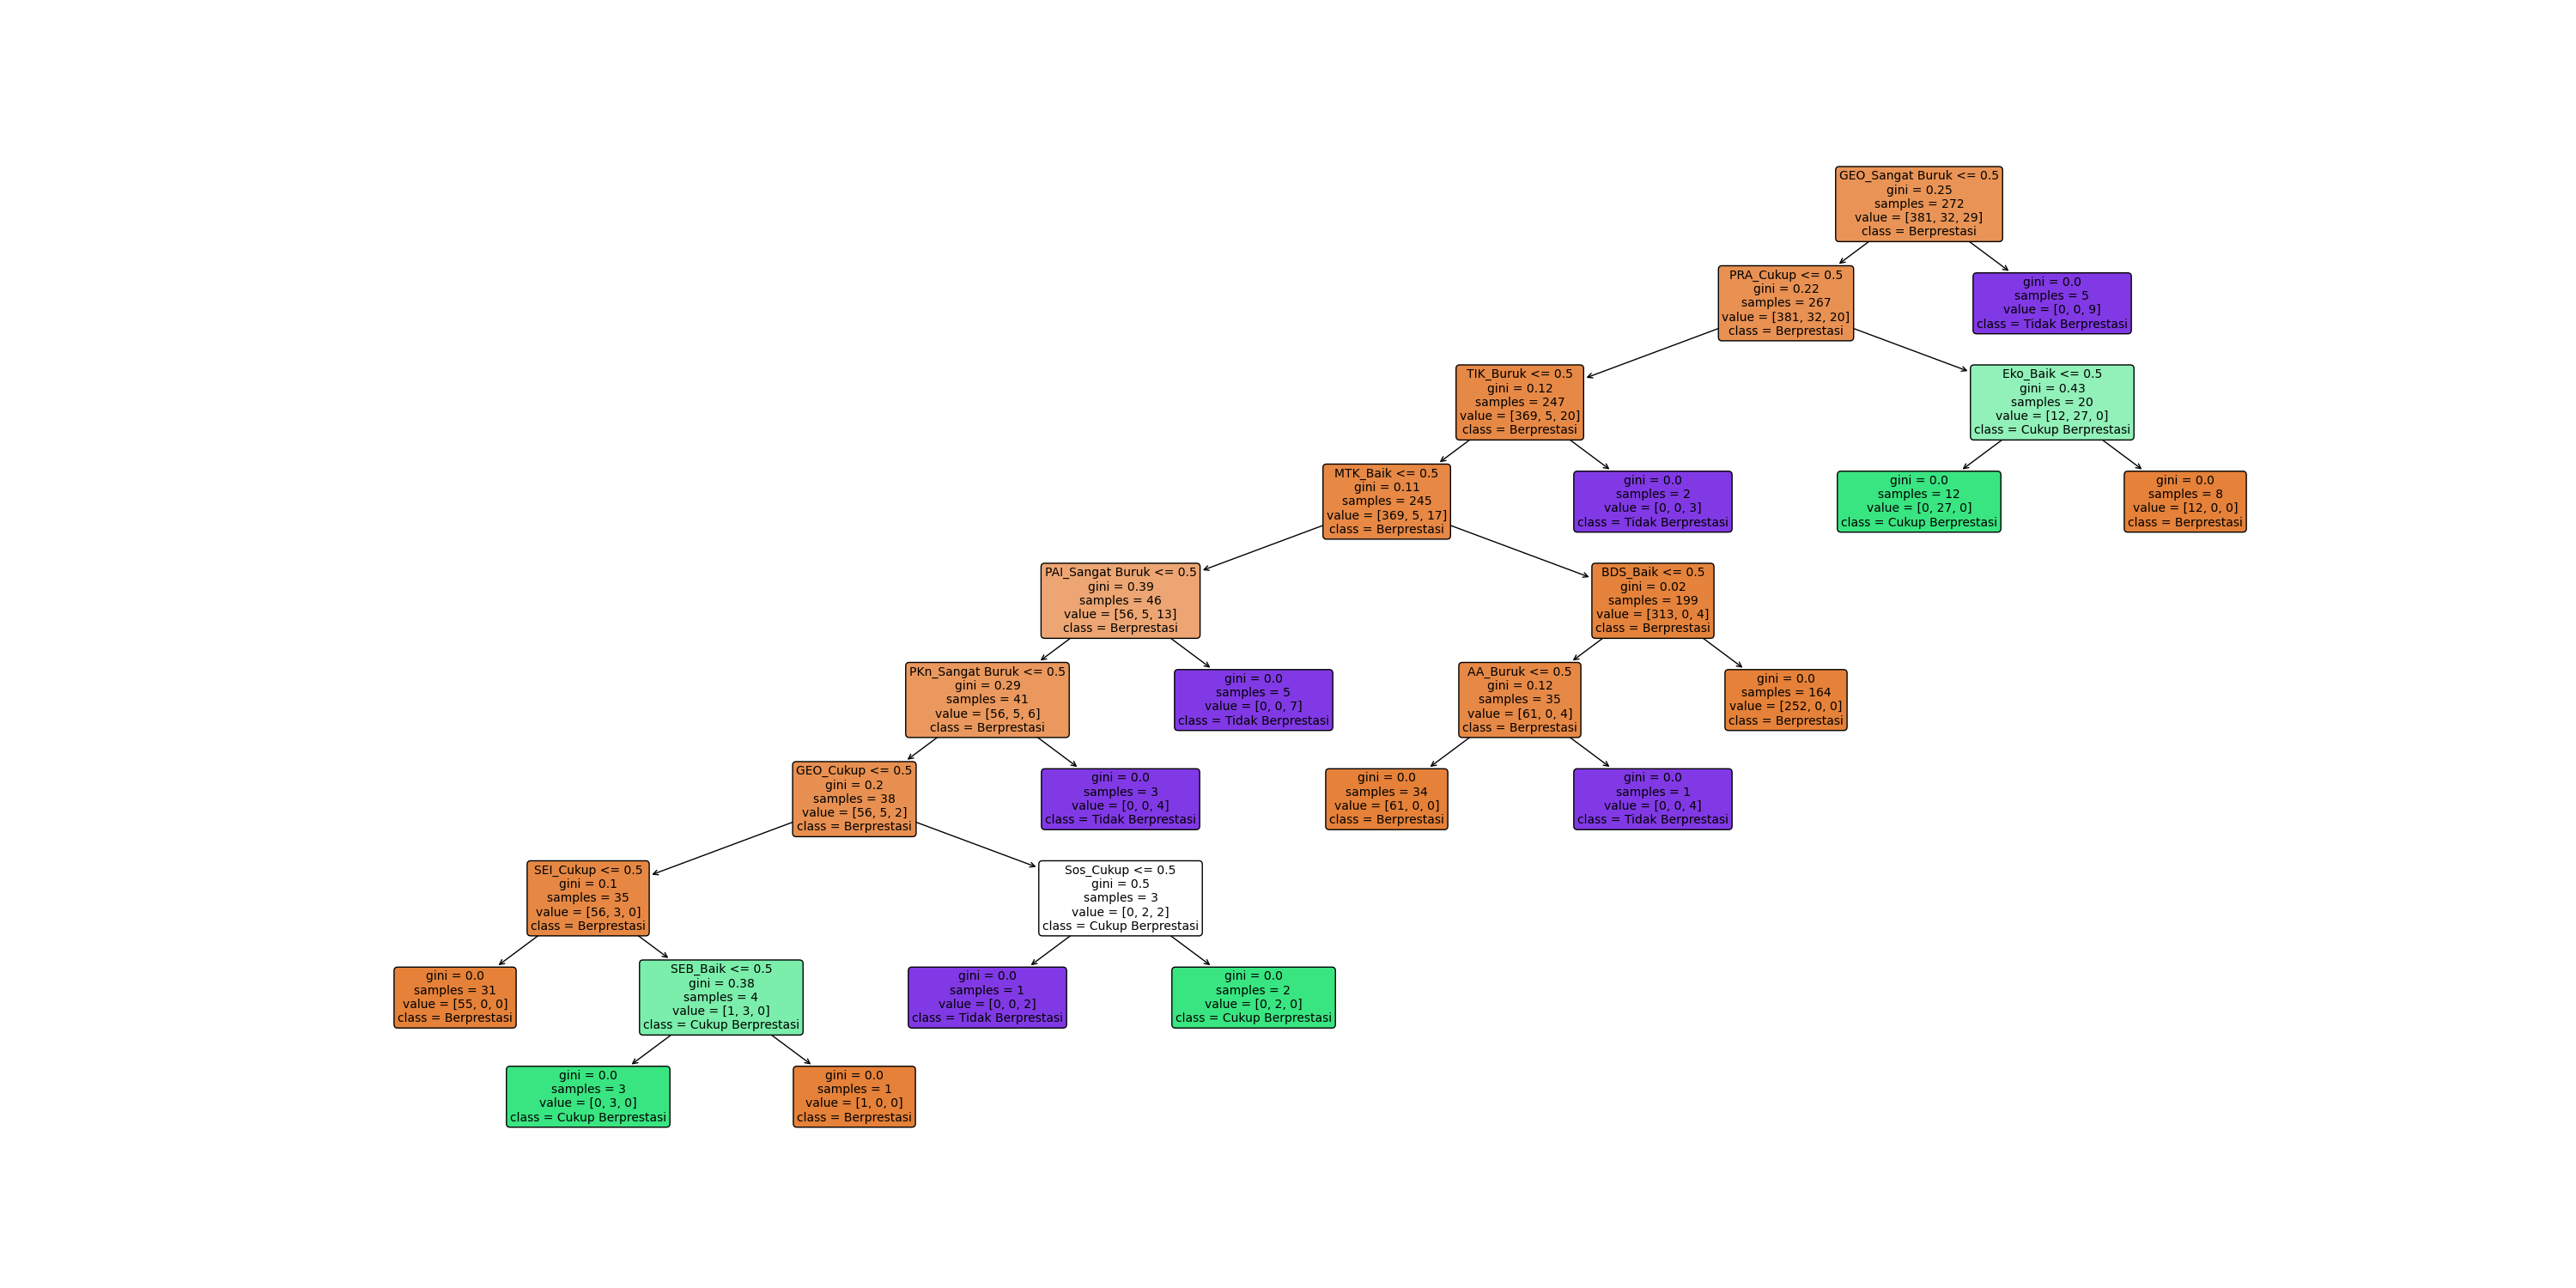 GEO_Sangat Buruk <= 0.5
gini = 0.25
samples = 272
value = [381, 32, 29]
class = Berprestasi
PRA_Cukup <= 0.5
gini = 0.22
samples = 267
value = [381, 32, 20]
class = Berprestasi
gini = 0.0
samples = 5
value = [0, 0, 9]
class = Tidak Berprestasi
TIK_Buruk <= 0.5
gini = 0.12
samples = 247
value = [369, 5, 20]
class = Berprestasi
Eko_Baik <= 0.5
gini = 0.43
samples = 20
value = [12, 27, 0]
class = Cukup Berprestasi
MTK_Baik <= 0.5
gini = 0.11
samples = 245
value = [369, 5, 17]
class = Berprestasi
gini = 0.0
samples = 2
value = [0, 0, 3]
class = Tidak Berprestasi
gini = 0.0
samples = 12
value = [0, 27, 0]
class = Cukup Berprestasi
gini = 0.0
samples = 8
value = [12, 0, 0]
class = Berprestasi
PAI_Sangat Buruk <= 0.5
gini = 0.39
samples = 46
value = [56, 5, 13]
class = Berprestasi
BDS_Baik <= 0.5
gini = 0.02
samples = 199
value = [313, 0, 4]
class = Berprestasi
PKn_Sangat Buruk <= 0.5
gini = 0.29
samples = 41
value = [56, 5, 6]
class = Berprestasi
gini = 0.0
samples = 5
value = [0, 0, 7]
class = Tidak Berprestasi
AA_Buruk <= 0.5
gini = 0.12
samples = 35
value = [61, 0, 4]
class = Berprestasi
gini = 0.0
samples = 164
value = [252, 0, 0]
class = Berprestasi
GEO_Cukup <= 0.5
gini = 0.2
samples = 38
value = [56, 5, 2]
class = Berprestasi
gini = 0.0
samples = 3
value = [0, 0, 4]
class = Tidak Berprestasi
gini = 0.0
samples = 34
value = [61, 0, 0]
class = Berprestasi
gini = 0.0
samples = 1
value = [0, 0, 4]
class = Tidak Berprestasi
SEI_Cukup <= 0.5
gini = 0.1
samples = 35
value = [56, 3, 0]
class = Berprestasi
Sos_Cukup <= 0.5
gini = 0.5
samples = 3
value = [0, 2, 2]
class = Cukup Berprestasi
gini = 0.0
samples = 31
value = [55, 0, 0]
class = Berprestasi
SEB_Baik <= 0.5
gini = 0.38
samples = 4
value = [1, 3, 0]
class = Cukup Berprestasi
gini = 0.0
samples = 1
value = [0, 0, 2]
class = Tidak Berprestasi
gini = 0.0
samples = 2
value = [0, 2, 0]
class = Cukup Berprestasi
gini = 0.0
samples = 3
value = [0, 3, 0]
class = Cukup Berprestasi
gini = 0.0
samples = 1
value = [1, 0, 0]
class = Berprestasi